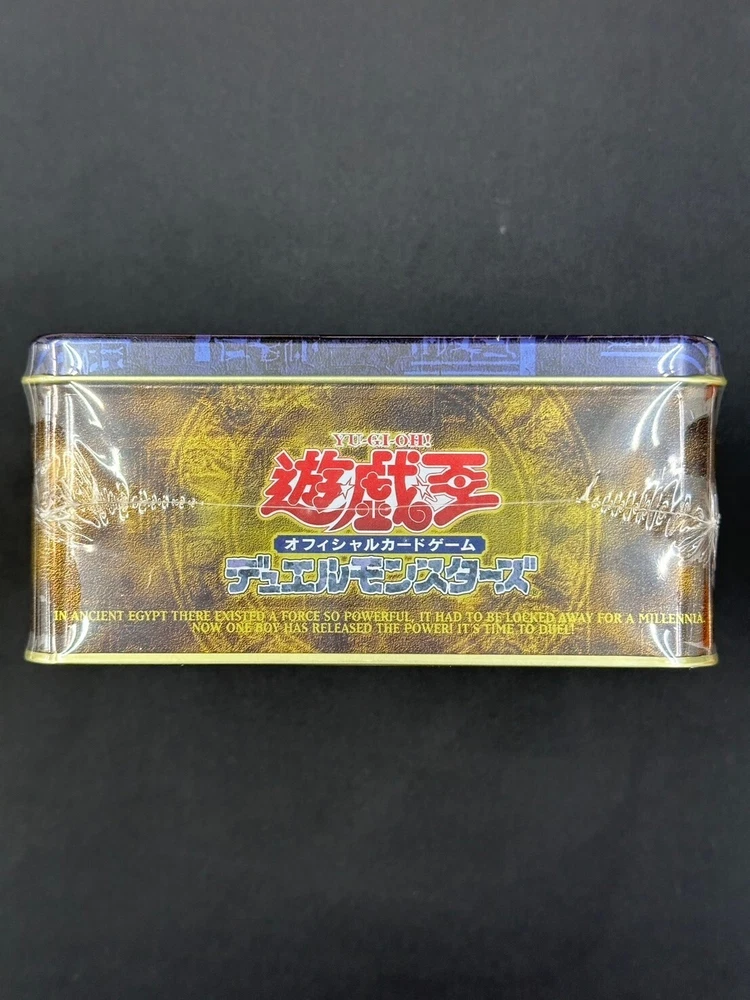 YU-GI-OH!
遊戯王
オフィシャルカードゲーム
デュエルモンスターズ
IN ANCIENT EGYPT THERE EXISTED A FORCE SO POWERFUL, IT HAD TO BE LOCKED AWAY FOR A MILLENNIA.
NOW ONE BOY HAS RELEASED THE POWER! IT'S TIME TO DUEL!